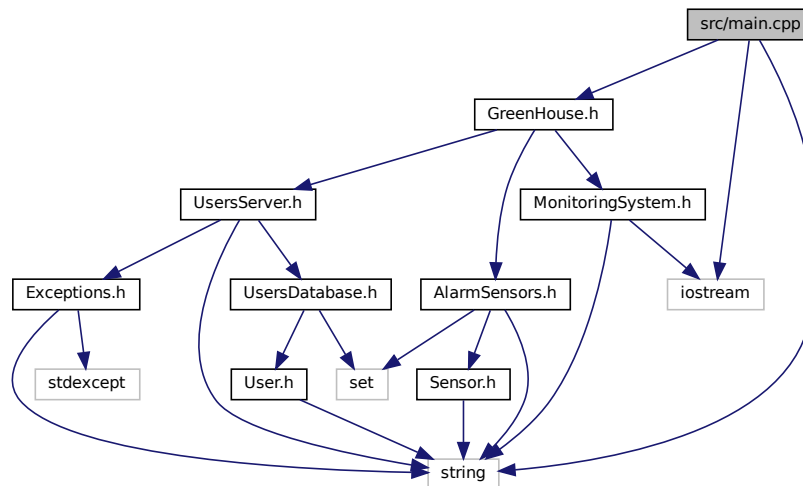 src/main.cpp
GreenHouse.h
UsersServer.h
MonitoringSystem.h
Exceptions.h
UsersDatabase.h
AlarmSensors.h
iostream
stdexcept
User.h
set
Sensor.h
string